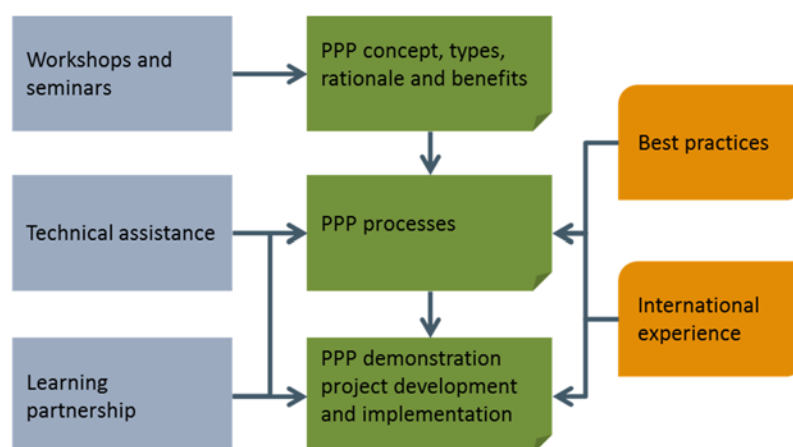 Workshops and
seminars
PPP concept, types,
rationale and benefits
Best practices
Technical assistance
PPP processes
International
experience
Learning
partnership
PPP demonstration
project development
and implementation